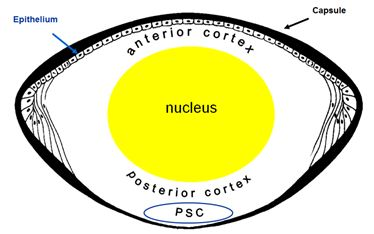 Capsule
Epithelium
anterior cortex
nucleus
posterior cortex
PSC